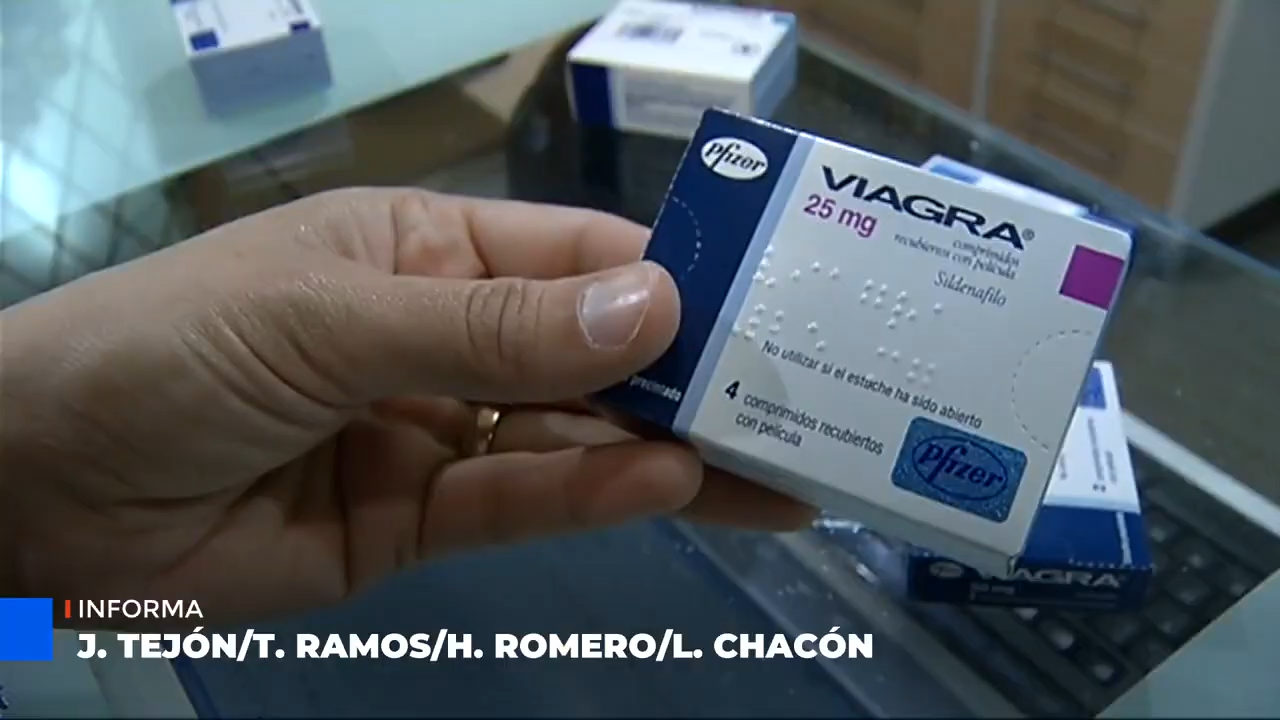 Pfizer
VIAGRA®
25 mg
comprimidos
recubiertos con película
Sildenafilo
No utilizar si el estuche ha sido abierto
precintado
4 comprimidos recubiertos
con película
Pfizer
VIAGRA
INFORMA
J. TEJÓN/T. RAMOS/H. ROMERO/L. CHACÓN